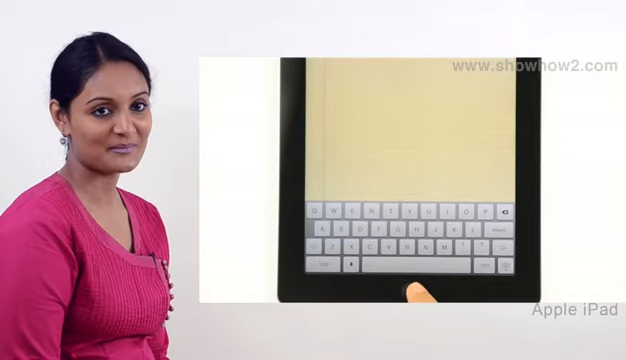 www.showhow2.com
Q W E R T Y U I O P
A S D F G H J K L
Z X C V B N M
Apple iPad